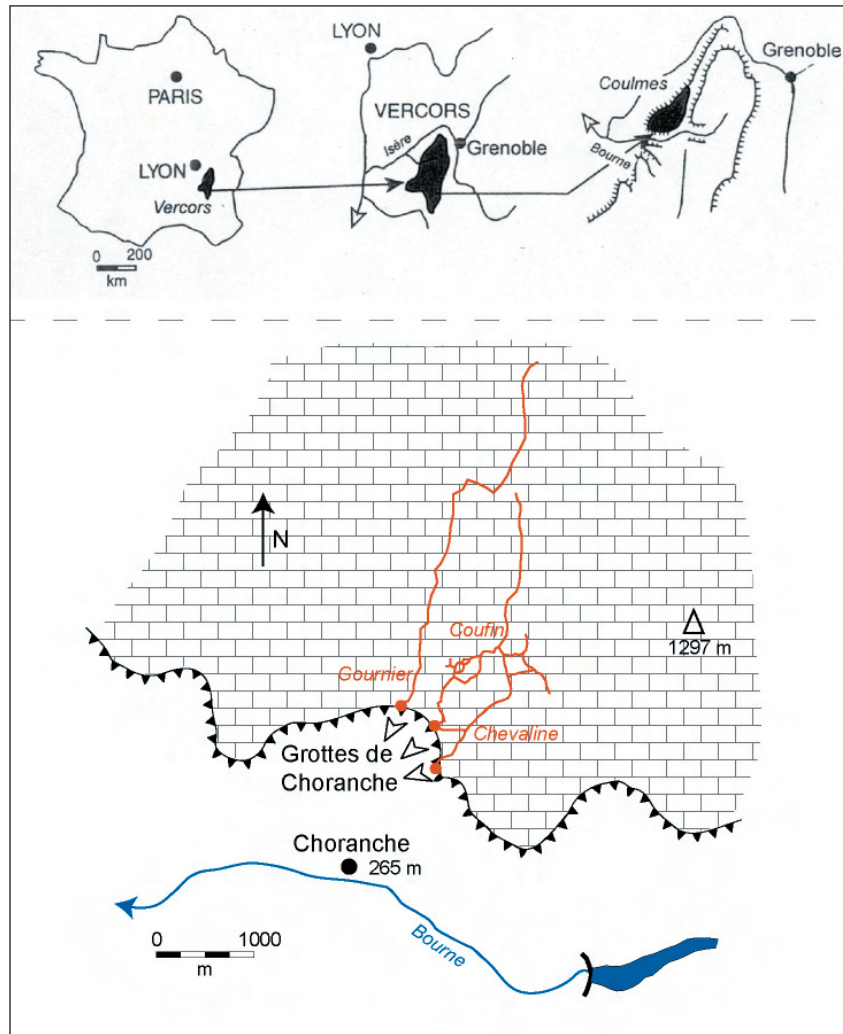 PARIS
LYON
Vercors
0 200
km
LYON
VERCORS
Isère
Grenoble
Coulmes
Grenoble
Bourne
N
Coufin
1297 m
Gournier
Chevaline
Grottes de
Choranche
Choranche
265 m
Bourne
0 1000
m